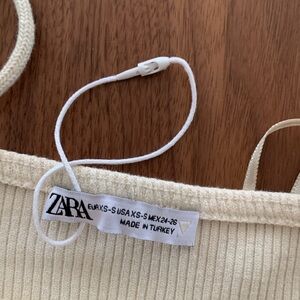 ZARA
EUR XS-S USA XS-S MEX 24-26
MADE IN TURKEY